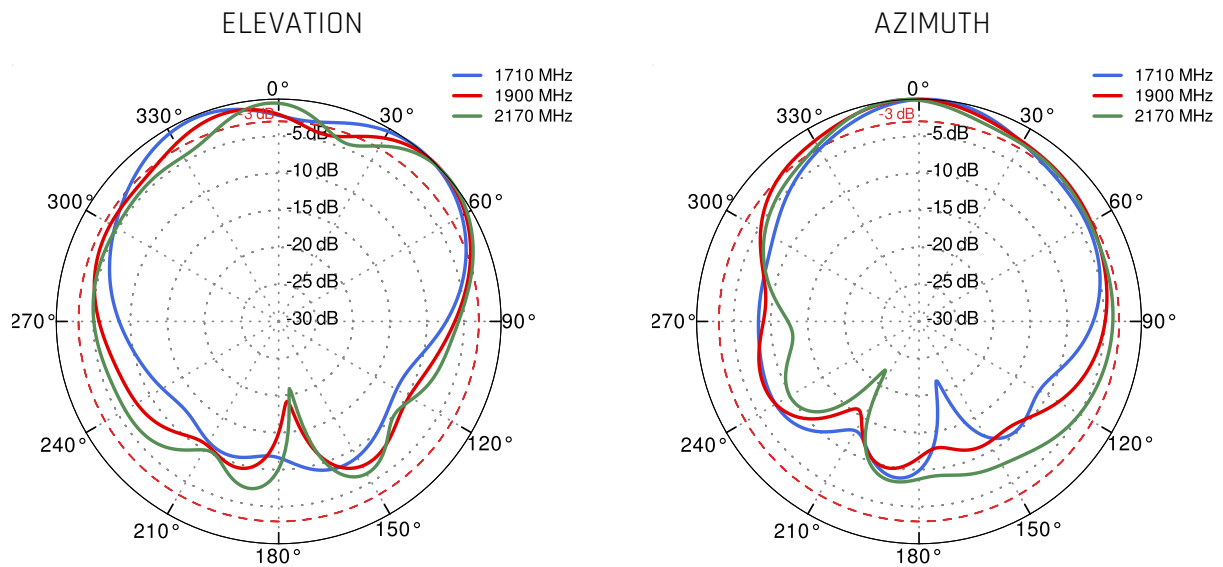 ELEVATION
1710 MHz
1900 MHz
2170 MHz
0°
330°
30°
-3 dB
-5 dB
-10 dB
300°
60°
-15 dB
-20 dB
-25 dB
270°
-30 dB
90°
240°
120°
210°
150°
180°
AZIMUTH
1710 MHz
1900 MHz
2170 MHz
0°
330°
30°
-3 dB
-5 dB
-10 dB
300°
60°
-15 dB
-20 dB
-25 dB
270°
-30 dB
90°
240°
120°
210°
150°
180°